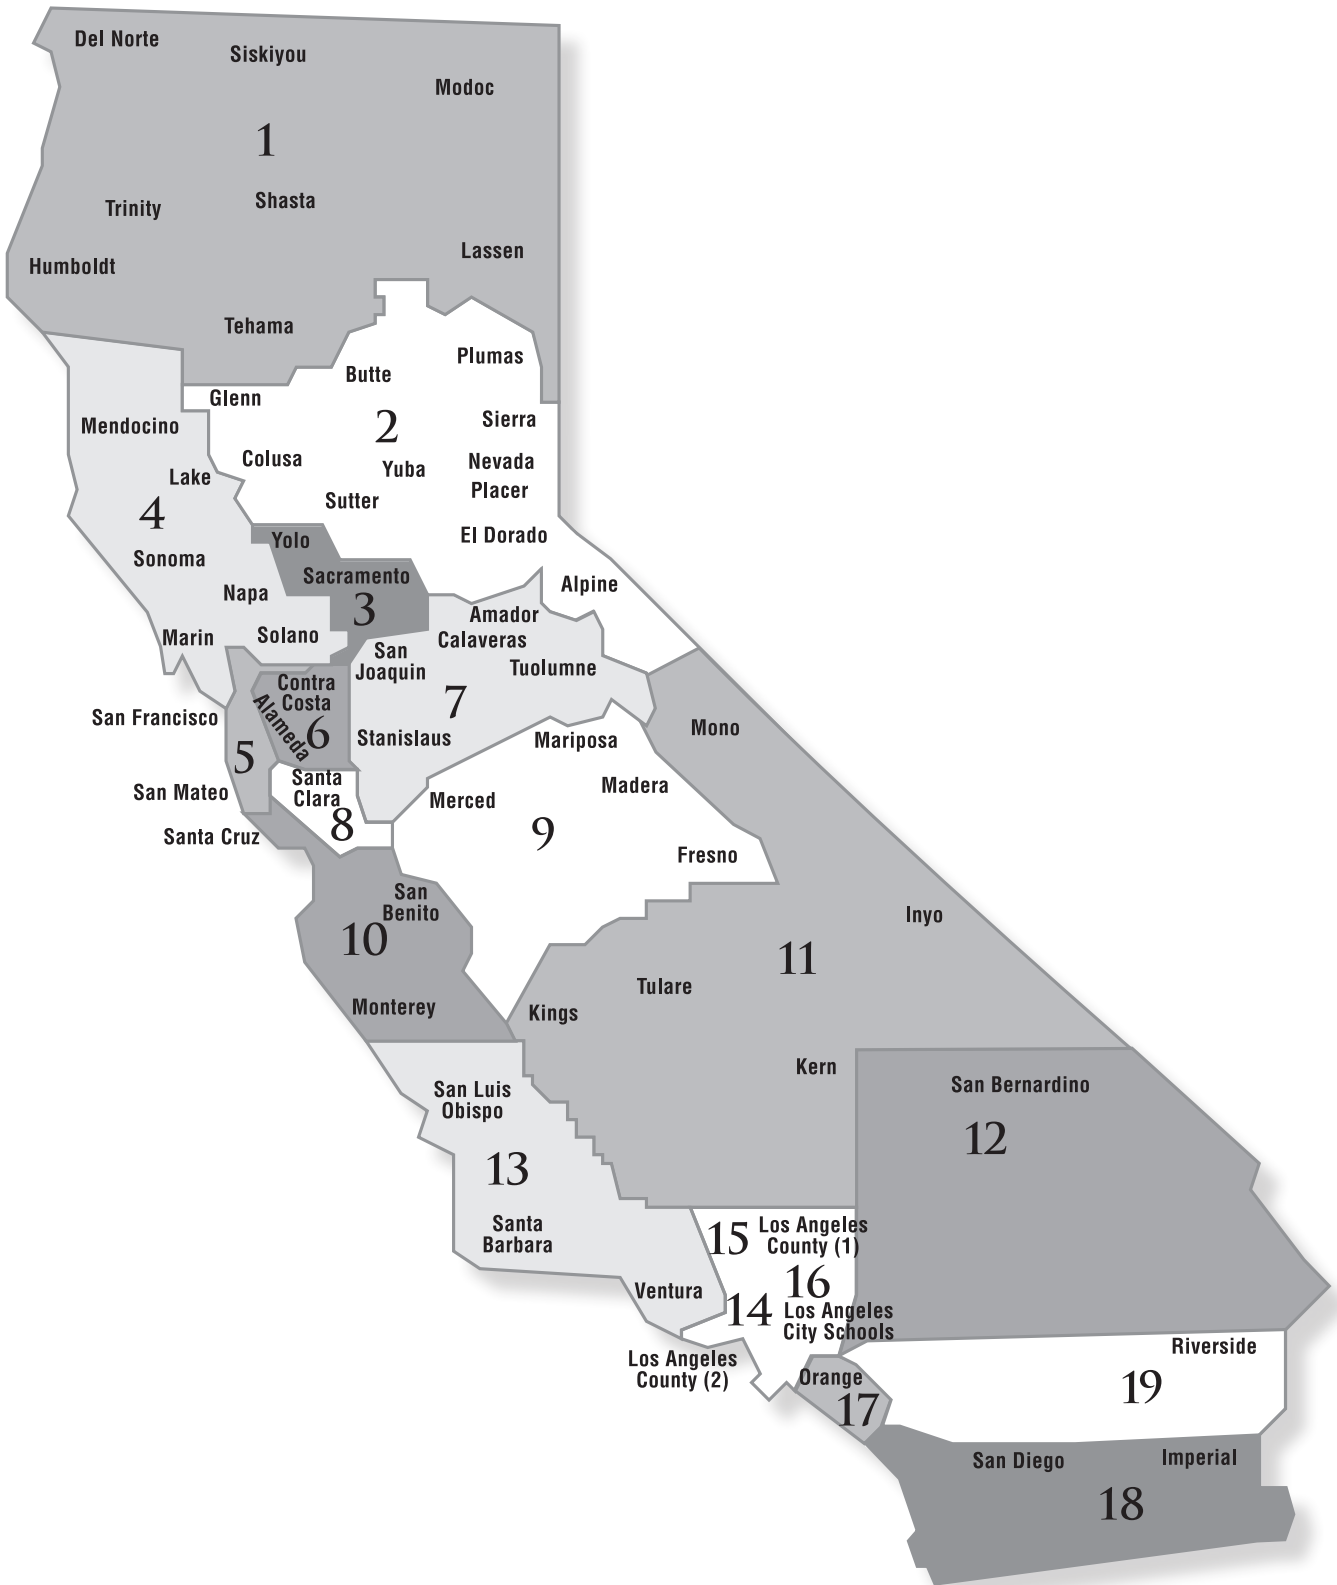 Del Norte
Siskiyou
Modoc
1
Trinity
Shasta
Lassen
Humboldt
Tehama
Plumas
Butte
Glenn
2
Sierra
Mendocino
Colusa
Yuba
Nevada
Lake
Placer
Sutter
4
El Dorado
Yolo
Sonoma
Sacramento
Alpine
Napa
3
Amador
Marin
Solano
Calaveras
San
Joaquin
Tuolumne
Contra
Costa
Alameda
6
7
San Francisco
Stanislaus
Mariposa
Mono
5
Santa
Clara
8
San Mateo
Merced
Madera
Santa Cruz
9
Fresno
San
Benito
10
Inyo
11
Tulare
Monterey
Kings
Kern
San Bernardino
San Luis
Obispo
12
13
Santa
Barbara
15
Los Angeles
County (1)
16
Ventura
14
Los Angeles
City Schools
Los Angeles
County (2)
Riverside
Orange
17
19
San Diego
Imperial
18